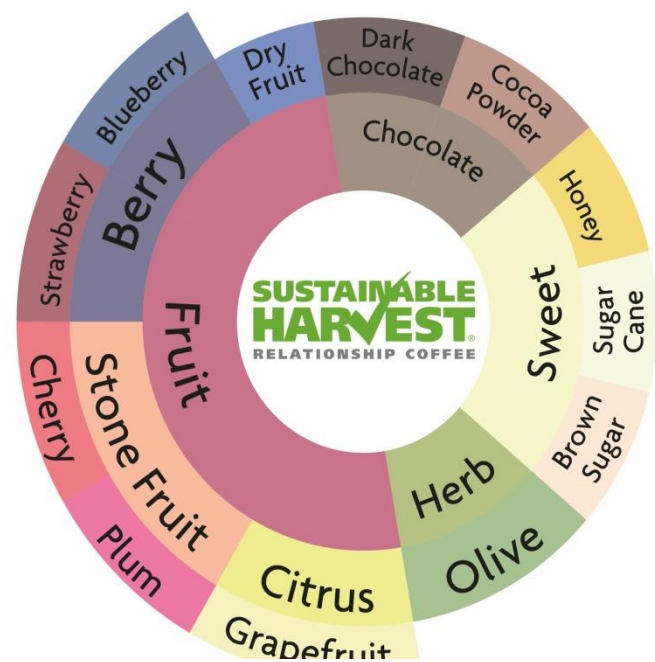 SUSTAINABLE
HARVEST®
RELATIONSHIP COFFEE
Chocolate
Dark
Chocolate
Cocoa
Powder
Sweet
Honey
Sugar
Cane
Brown
Sugar
Herb
Olive
Fruit
Citrus
Grapefruit
Stone Fruit
Plum
Cherry
Berry
Strawberry
Blueberry
Dry
Fruit